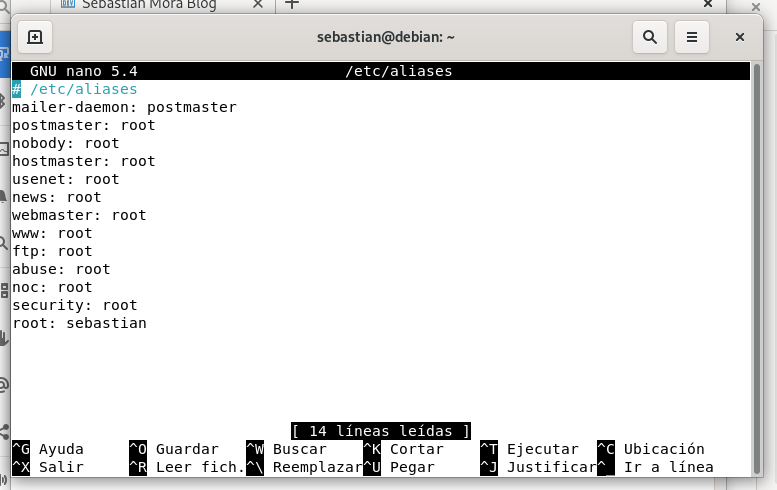 Sebastian Mora Blog
sebastian@debian: ~
GNU nano 5.4 /etc/aliases
# /etc/aliases
mailer-daemon: postmaster
postmaster: root
nobody: root
hostmaster: root
usenet: root
news: root
webmaster: root
www: root
ftp: root
abuse: root
noc: root
security: root
root: sebastian
[ 14 líneas leídas ]
^G Ayuda ^O Guardar ^W Buscar ^K Cortar ^T Ejecutar ^C Ubicación
^X Salir ^R Leer fich. ^\ Reemplazar ^U Pegar ^J Justificar ^_ Ir a línea